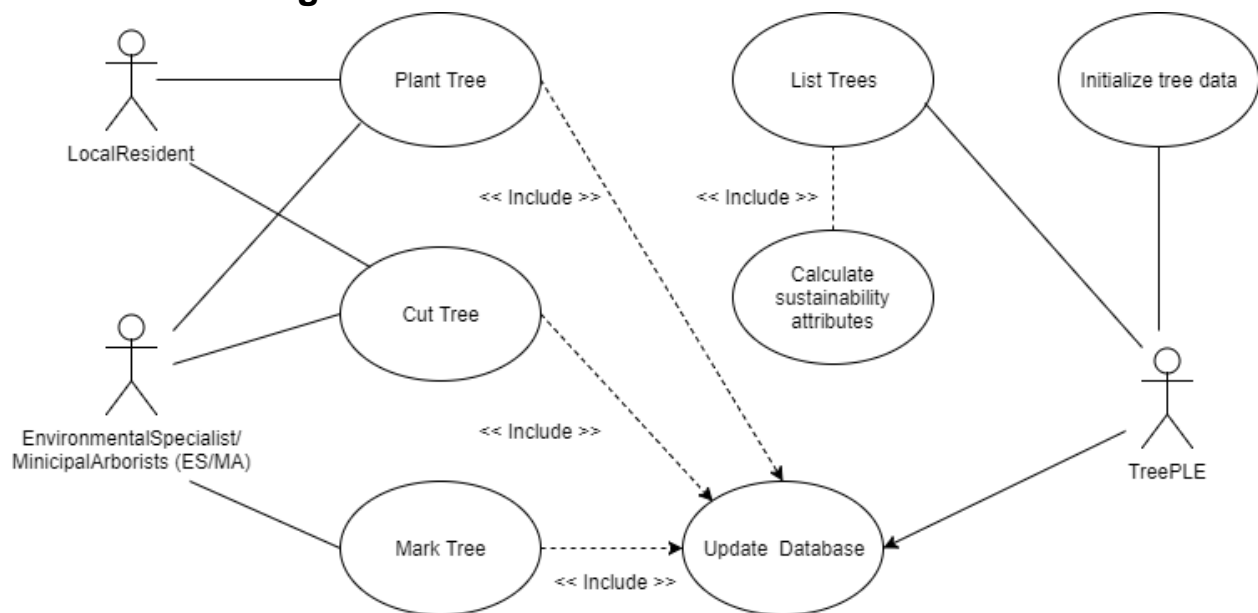 Plant Tree
List Trees
Initialize tree data
LocalResident
<< Include >>
<< Include >>
Calculate
sustainability
attributes
Cut Tree
EnvironmentalSpecialist/
MinicipalArborists (ES/MA)
<< Include >>
TreePLE
Mark Tree
<< Include >>
Update Database